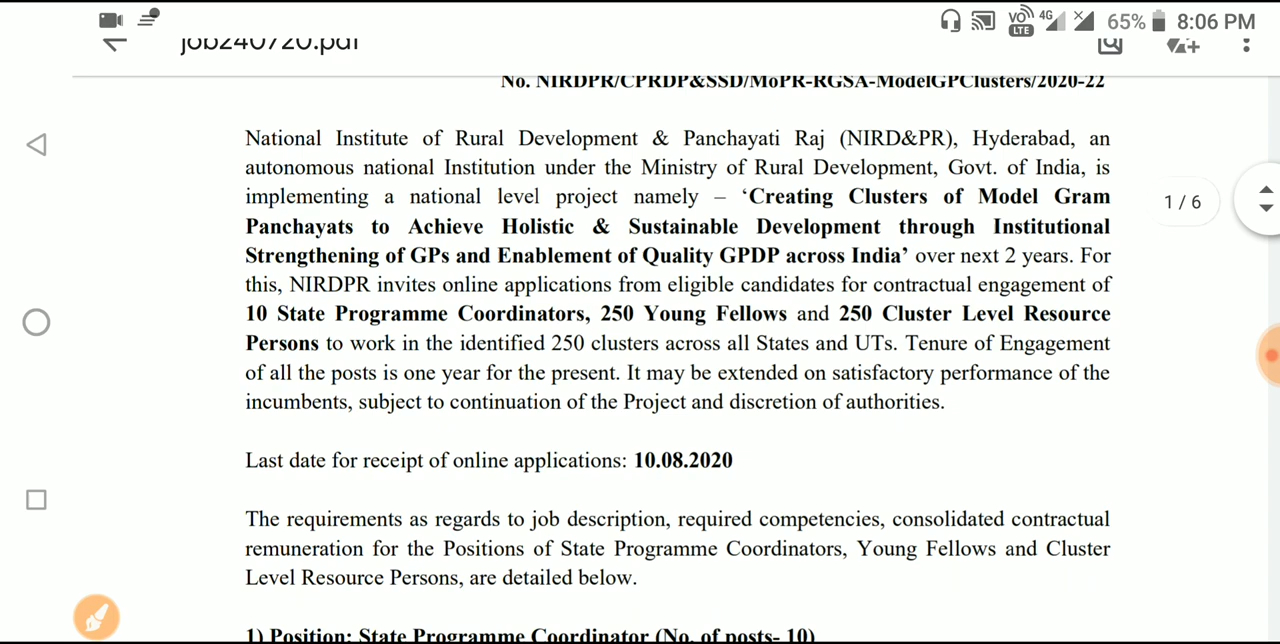 VO)) 4G LTE 65% 8:06 PM
job240720.pdf
No. NIRDPR/CPRDP&SSD/MoPR-RGSA-ModelGPClusters/2020-22
National Institute of Rural Development & Panchayati Raj (NIRD&PR), Hyderabad, an
autonomous national Institution under the Ministry of Rural Development, Govt. of India, is
implementing a national level project namely – ‘Creating Clusters of Model Gram
Panchayats to Achieve Holistic & Sustainable Development through Institutional
Strengthening of GPs and Enablement of Quality GPDP across India’ over next 2 years. For
this, NIRDPR invites online applications from eligible candidates for contractual engagement of
10 State Programme Coordinators, 250 Young Fellows and 250 Cluster Level Resource
Persons to work in the identified 250 clusters across all States and UTs. Tenure of Engagement
of all the posts is one year for the present. It may be extended on satisfactory performance of the
incumbents, subject to continuation of the Project and discretion of authorities.
1 / 6
Last date for receipt of online applications: 10.08.2020
The requirements as regards to job description, required competencies, consolidated contractual
remuneration for the Positions of State Programme Coordinators, Young Fellows and Cluster
Level Resource Persons, are detailed below.
1) Position: State Programme Coordinator (No. of posts- 10)